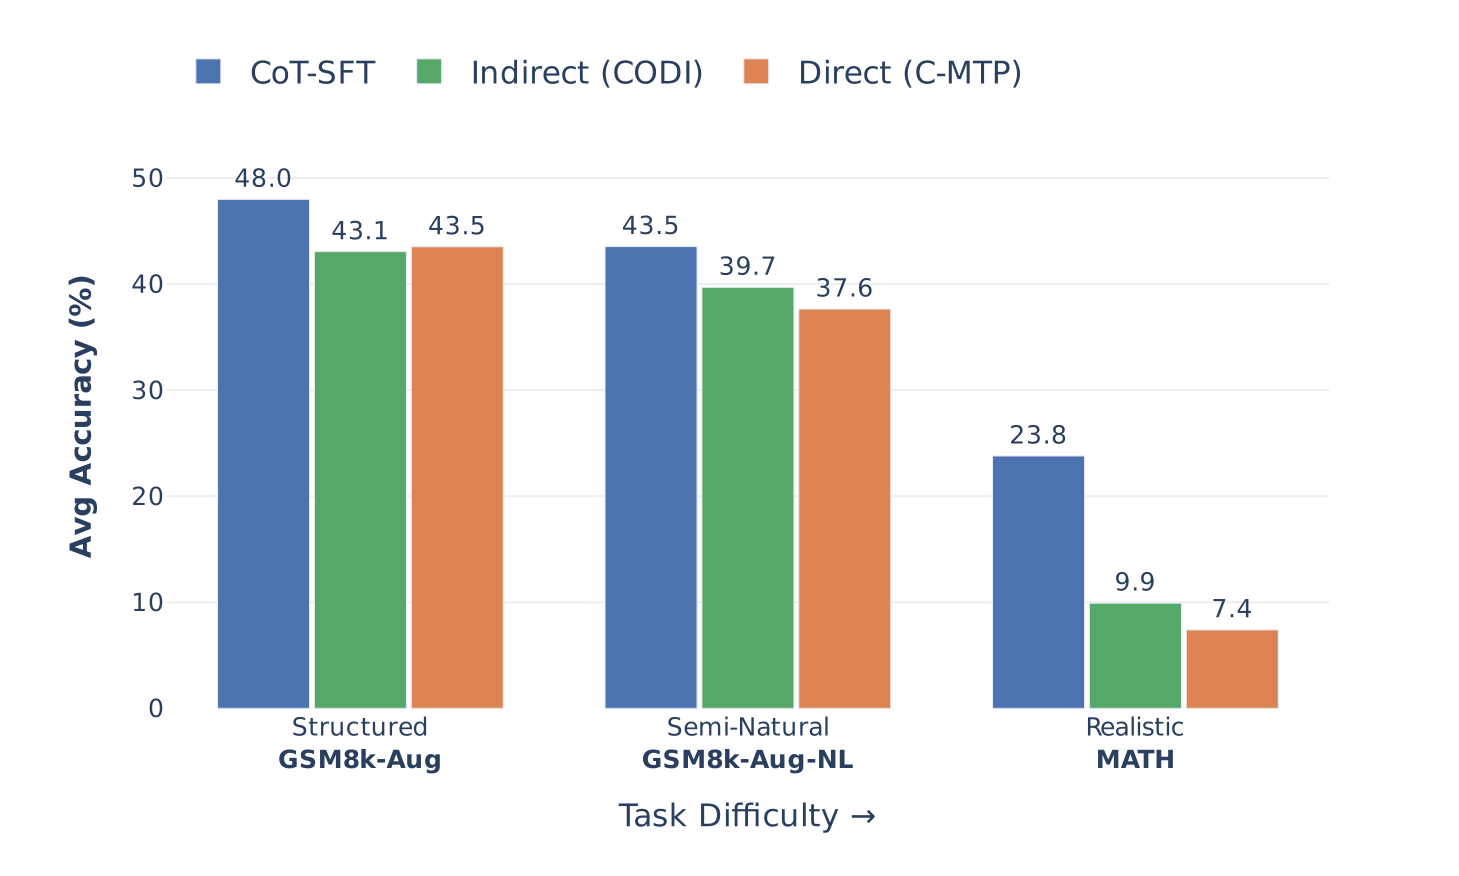 CoT-SFT Indirect (CODI) Direct (C-MTP)
Avg Accuracy (%)
50
40
30
20
10
0
48.0
43.1
43.5
43.5
39.7
37.6
23.8
9.9
7.4
Structured
GSM8k-Aug
Semi-Natural
GSM8k-Aug-NL
Realistic
MATH
Task Difficulty →